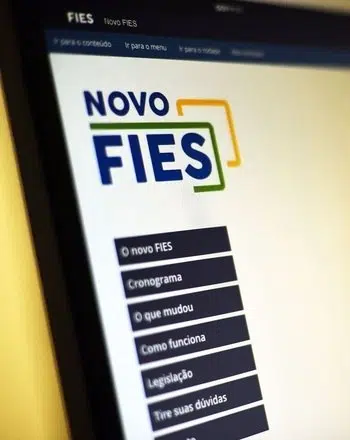 FIES Novo FIES
Ir para o conteúdo Ir para o menu Ir para o rodapé
NOVO
FIES
O novo FIES
Cronograma
O que mudou
Como funciona
Legislação
Tire suas dúvidas